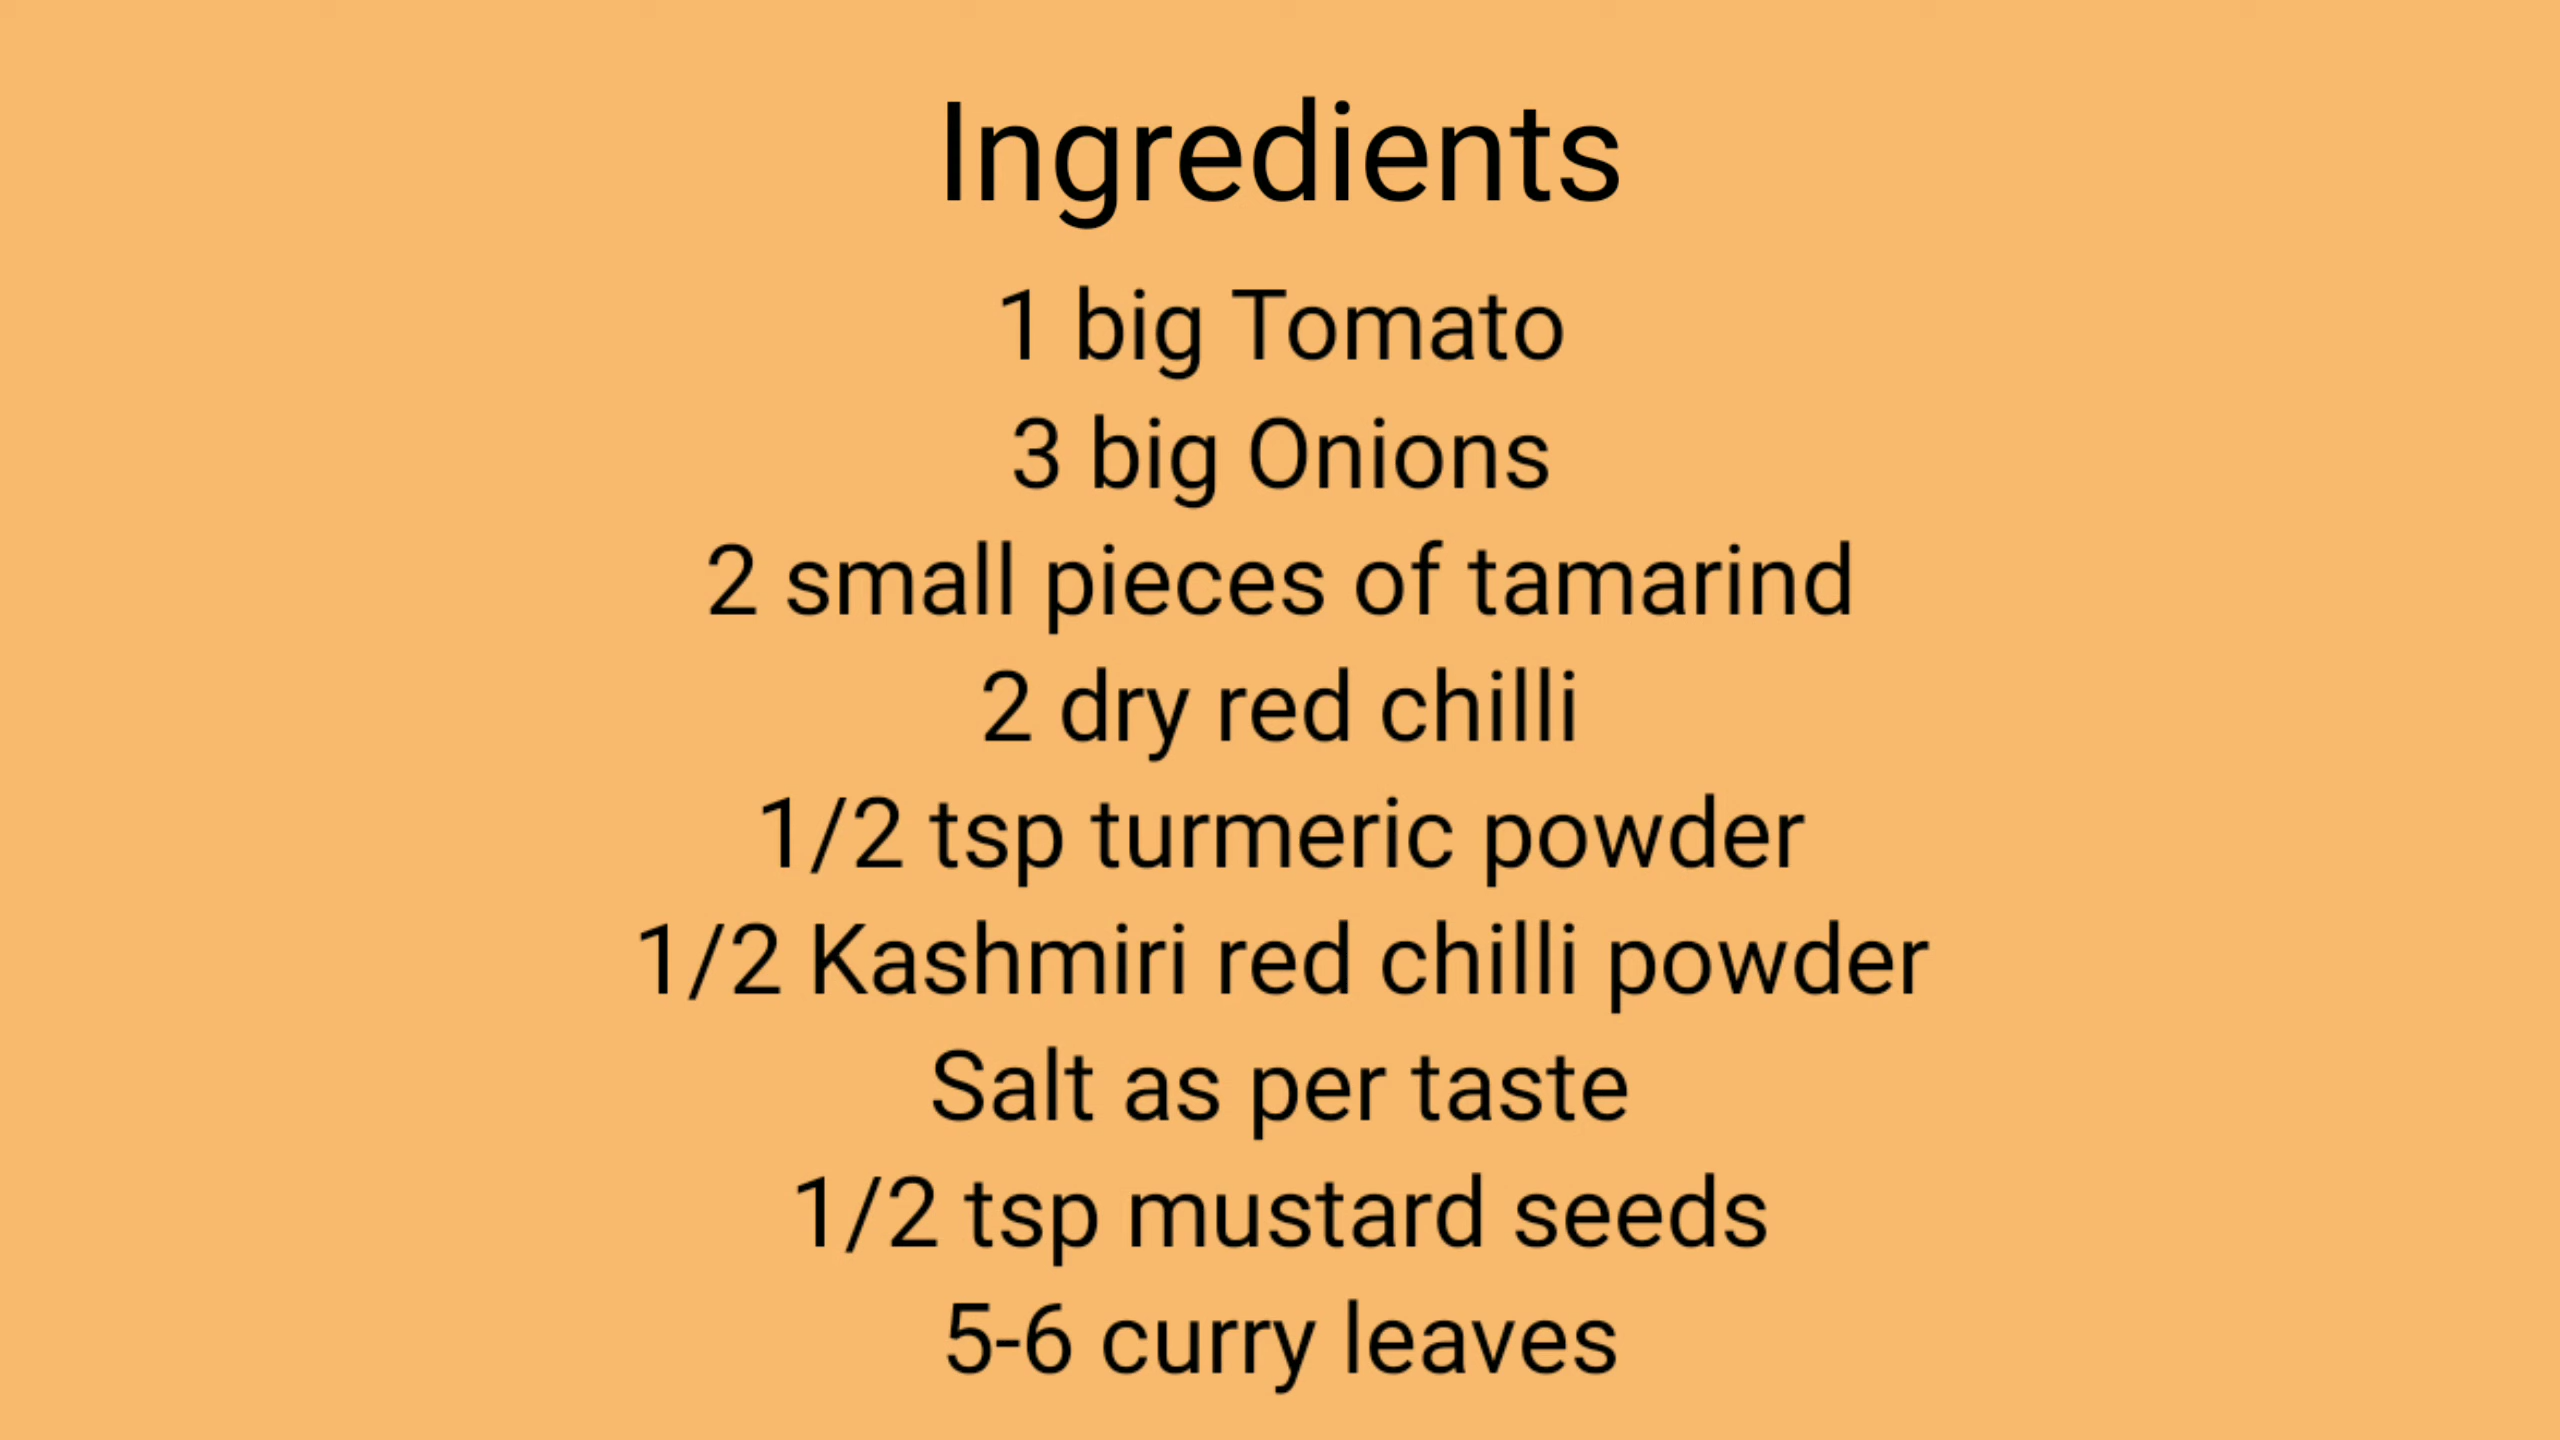 Ingredients
1 big Tomato
3 big Onions
2 small pieces of tamarind
2 dry red chilli
1/2 tsp turmeric powder
1/2 Kashmiri red chilli powder
Salt as per taste
1/2 tsp mustard seeds
5-6 curry leaves